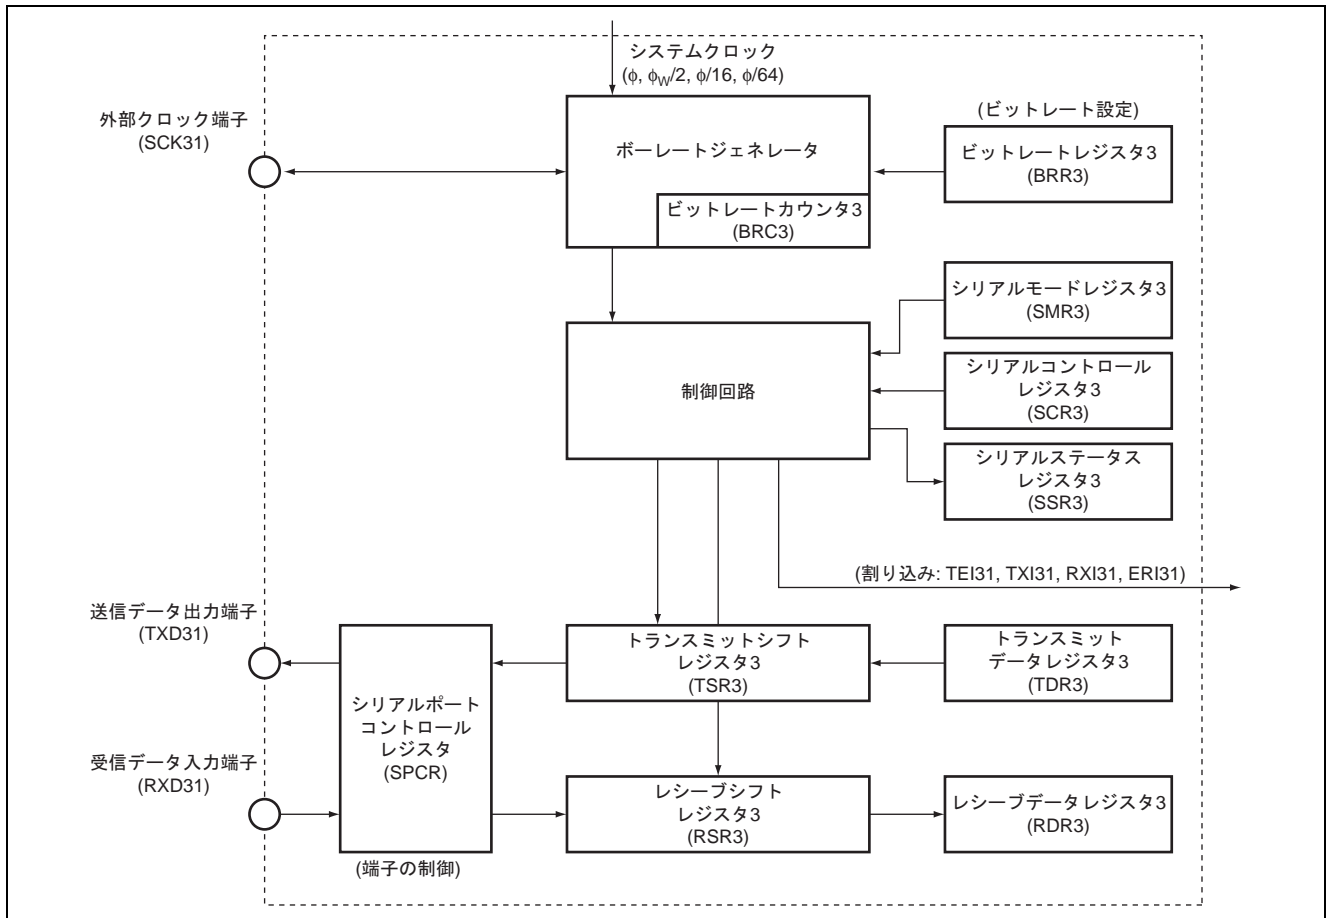 システムクロック
(ϕ, ϕW/2, ϕ/16, ϕ/64)
外部クロック端子
(SCK31)
ボーレートジェネレータ
ビットレートカウンタ3
(BRC3)
(ビットレート設定)
ビットレートレジスタ3
(BRR3)
シリアルモードレジスタ3
(SMR3)
制御回路
シリアルコントロール
レジスタ3
(SCR3)
シリアルステータス
レジスタ3
(SSR3)
(割り込み: TEI31, TXI31, RXI31, ERI31)
送信データ出力端子
(TXD31)
トランスミットシフト
レジスタ3
(TSR3)
トランスミット
データレジスタ3
(TDR3)
シリアルポート
コントロール
レジスタ
(SPCR)
受信データ入力端子
(RXD31)
レシーブシフト
レジスタ3
(RSR3)
レシーブデータレジスタ3
(RDR3)
(端子の制御)